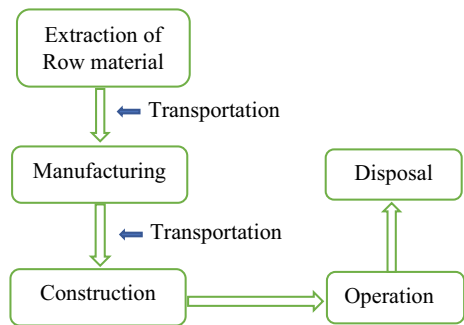 Extraction of
Row material
Transportation
Manufacturing
Transportation
Disposal
Construction
Operation